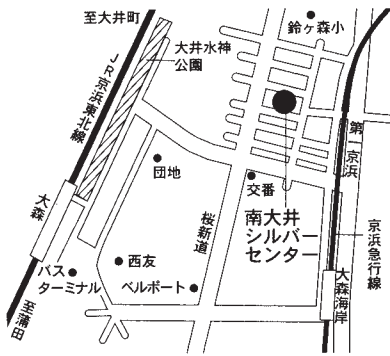 至大井町
鈴ヶ森小
大井水神
公園
JR京浜東北線
第一京浜
団地
交番
大森
桜新道
南大井
シルバー
センター
京浜急行線
西友
バス
ターミナル
ベルポート
大森海岸
至蒲田